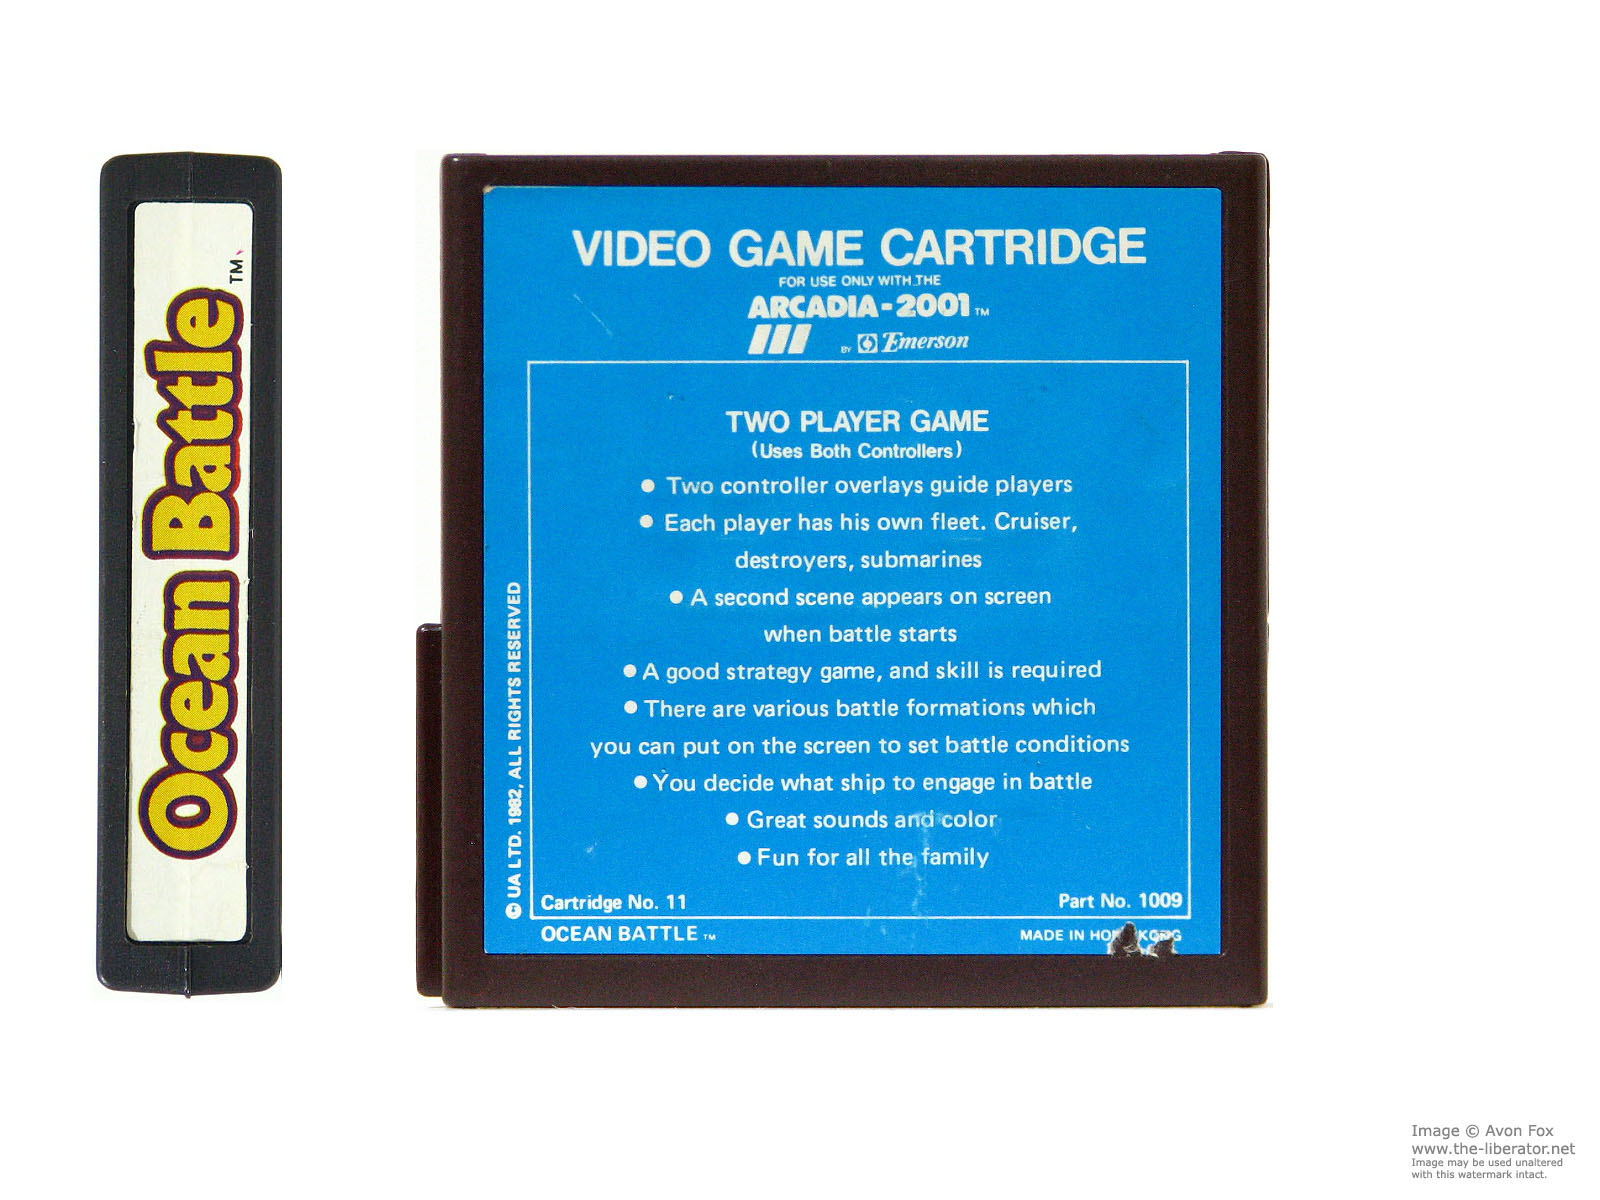 Ocean Battle TM
VIDEO GAME CARTRIDGE
FOR USE ONLY WITH THE
ARCADIA-2001 TM
BY Emerson
TWO PLAYER GAME
(Uses Both Controllers)
• Two controller overlays guide players
• Each player has his own fleet. Cruiser,
destroyers, submarines
• A second scene appears on screen
when battle starts
• A good strategy game, and skill is required
• There are various battle formations which
you can put on the screen to set battle conditions
• You decide what ship to engage in battle
• Great sounds and color
• Fun for all the family
© UA LTD. 1982, ALL RIGHTS RESERVED
Cartridge No. 11
Part No. 1009
OCEAN BATTLE TM
MADE IN HONG KONG
Image © Avon Fox
www.the-liberator.net
Image may be used unaltered
with this watermark intact.